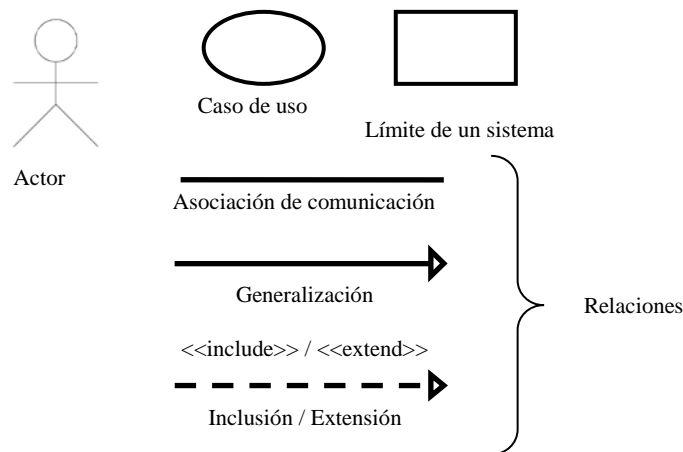 Caso de uso
Límite de un sistema
Actor
Asociación de comunicación
Generalización
Relaciones
<<include>> / <<extend>>
Inclusión / Extensión